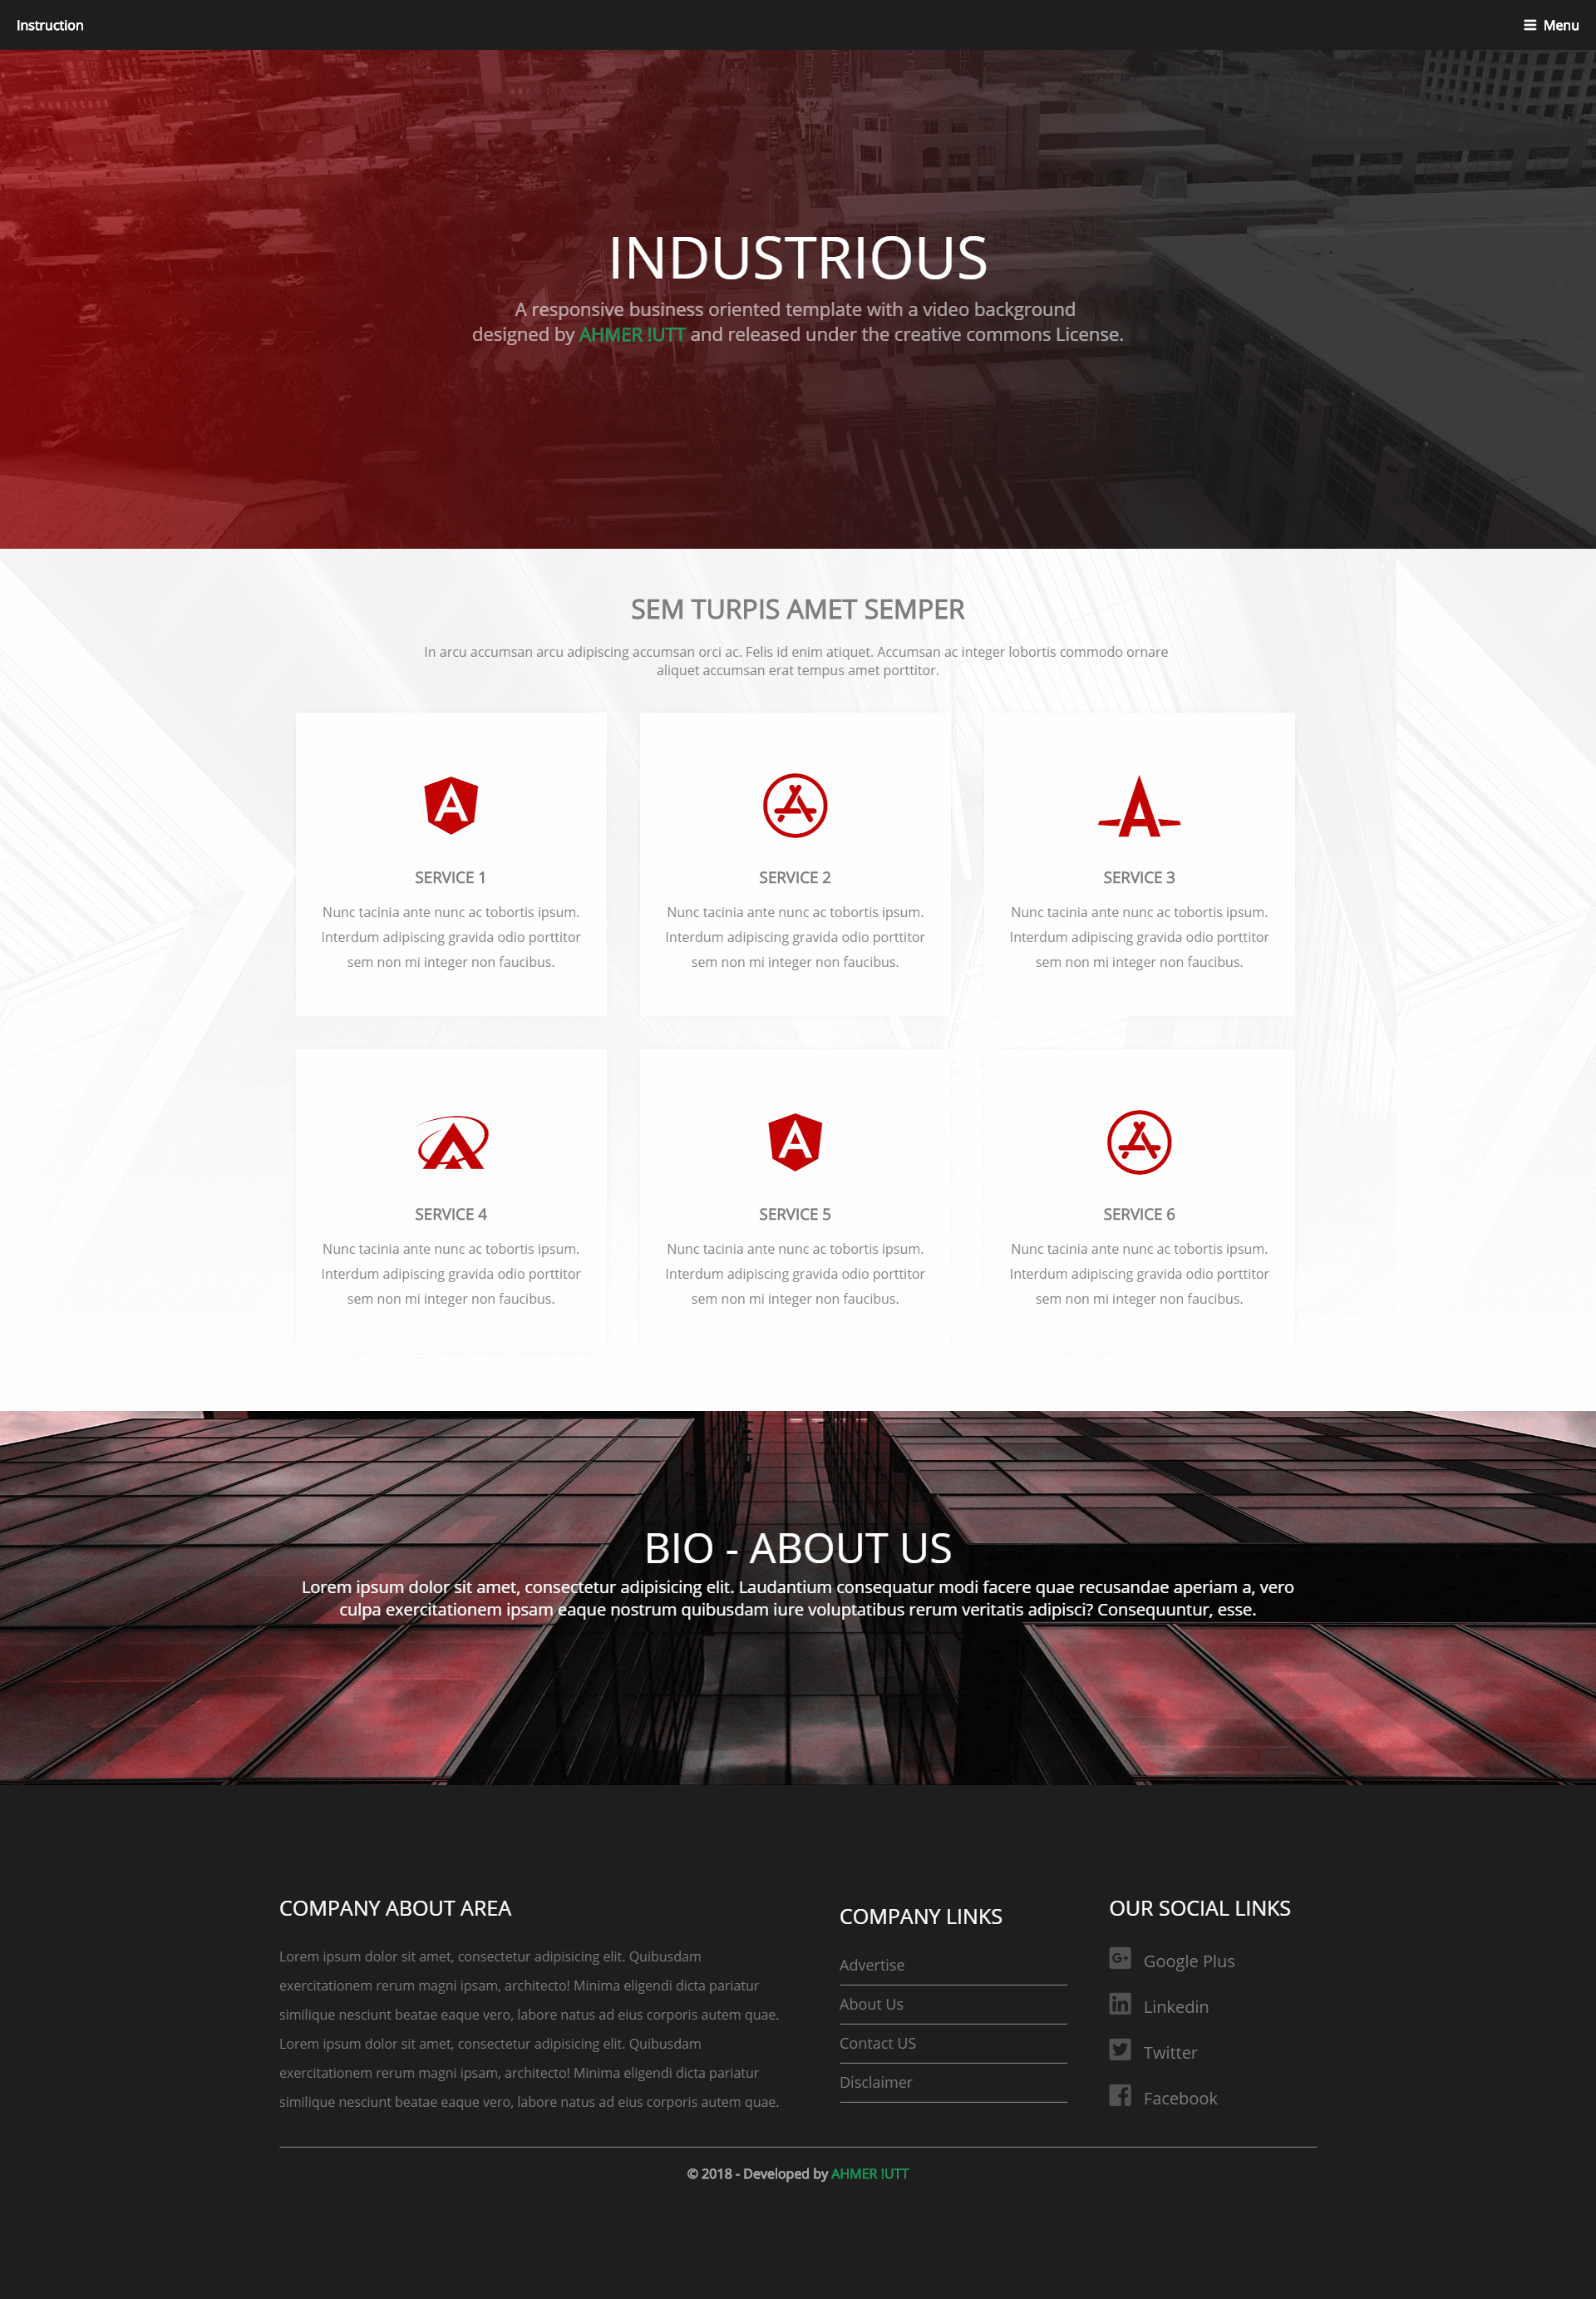 Instruction
Menu
INDUSTRIOUS
A responsive business oriented template with a video background
designed by AHMER !UTT and released under the creative commons License.
SEM TURPIS AMET SEMPER
In arcu accumsan arcu adipiscing accumsan orci ac. Felis id enim atiquet. Accumsan ac integer lobortis commodo ornare
aliquet accumsan erat tempus amet porttitor.
SERVICE 1
Nunc tacinia ante nunc ac tobortis ipsum.
Interdum adipiscing gravida odio porttitor
sem non mi integer non faucibus.
SERVICE 2
Nunc tacinia ante nunc ac tobortis ipsum.
Interdum adipiscing gravida odio porttitor
sem non mi integer non faucibus.
SERVICE 3
Nunc tacinia ante nunc ac tobortis ipsum.
Interdum adipiscing gravida odio porttitor
sem non mi integer non faucibus.
SERVICE 4
Nunc tacinia ante nunc ac tobortis ipsum.
Interdum adipiscing gravida odio porttitor
sem non mi integer non faucibus.
SERVICE 5
Nunc tacinia ante nunc ac tobortis ipsum.
Interdum adipiscing gravida odio porttitor
sem non mi integer non faucibus.
SERVICE 6
Nunc tacinia ante nunc ac tobortis ipsum.
Interdum adipiscing gravida odio porttitor
sem non mi integer non faucibus.
BIO - ABOUT US
Lorem ipsum dolor sit amet, consectetur adipisicing elit. Laudantium consequatur modi facere quae recusandae aperiam a, vero
culpa exercitationem ipsam eaque nostrum quibusdam iure voluptatibus rerum veritatis adipisci? Consequuntur, esse.
COMPANY ABOUT AREA
Lorem ipsum dolor sit amet, consectetur adipisicing elit. Quibusdam
exercitationem rerum magni ipsam, architecto! Minima eligendi dicta pariatur
similique nesciunt beatae eaque vero, labore natus ad eius corporis autem quae.
Lorem ipsum dolor sit amet, consectetur adipisicing elit. Quibusdam
exercitationem rerum magni ipsam, architecto! Minima eligendi dicta pariatur
similique nesciunt beatae eaque vero, labore natus ad eius corporis autem quae.
COMPANY LINKS
Advertise
About Us
Contact US
Disclaimer
OUR SOCIAL LINKS
Google Plus
Linkedin
Twitter
Facebook
© 2018 - Developed by AHMER !UTT